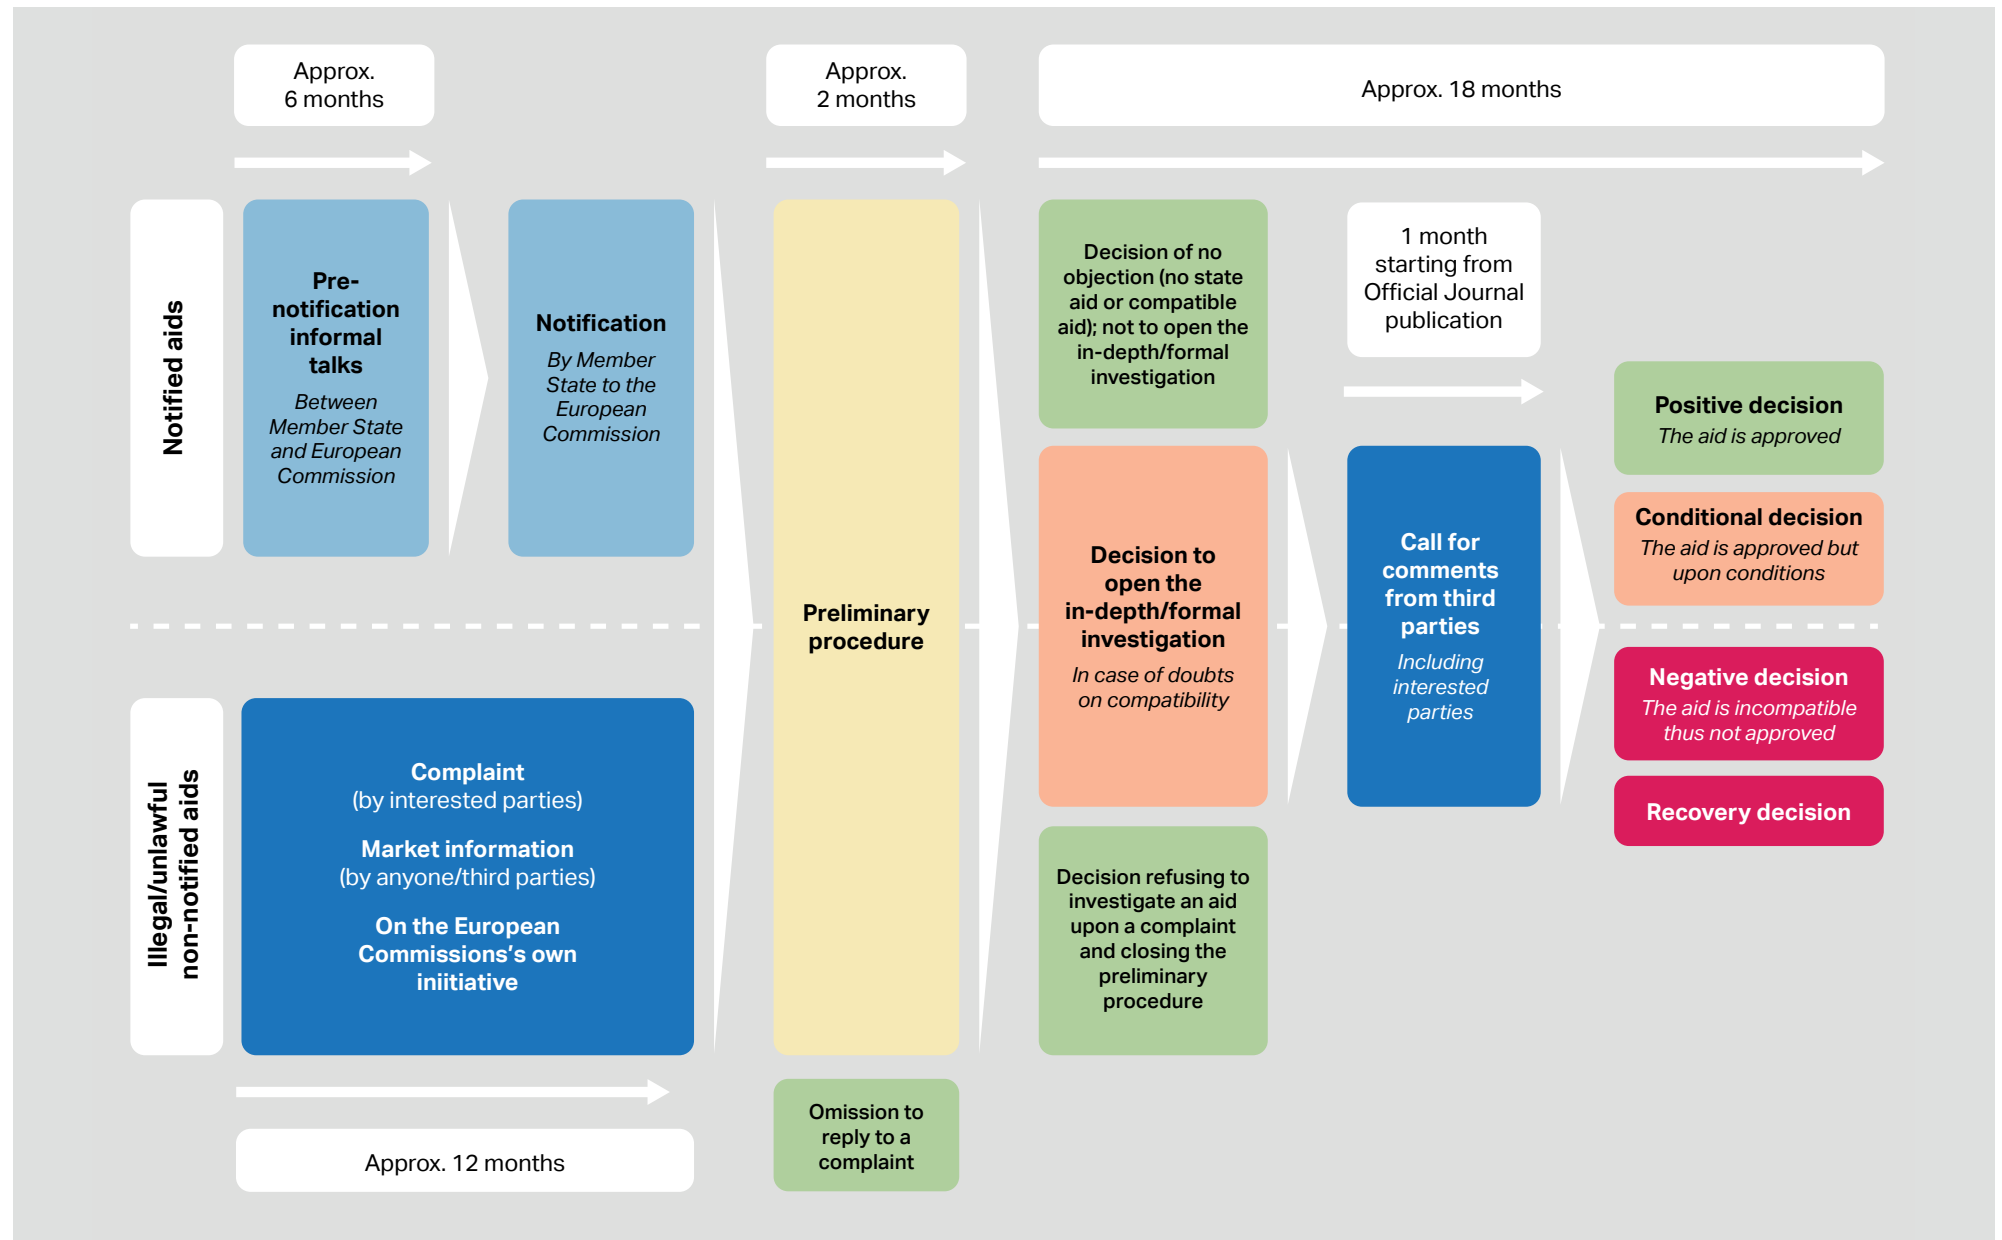 Approx.
6 months
Approx.
2 months
Approx. 18 months
Notified aids
Pre-
notification
informal
talks
Between
Member State
and European
Commission
Notification
By Member
State to the
European
Commission
Preliminary
procedure
Decision of no
objection (no state
aid or compatible
aid); not to open the
in-depth/formal
investigation
1 month
starting from
Official Journal
publication
Decision to
open the
in-depth/formal
investigation
In case of doubts
on compatibility
Call for
comments
from third
parties
Including
interested
parties
Positive decision
The aid is approved
Conditional decision
The aid is approved but
upon conditions
Negative decision
The aid is incompatible
thus not approved
Recovery decision
Illegal/unlawful
non-notified aids
Complaint
(by interested parties)
Market information
(by anyone/third parties)
On the European
Commissions's own
iniitiative
Decision refusing to
investigate an aid
upon a complaint
and closing the
preliminary
procedure
Omission to
reply to a
complaint
Approx. 12 months